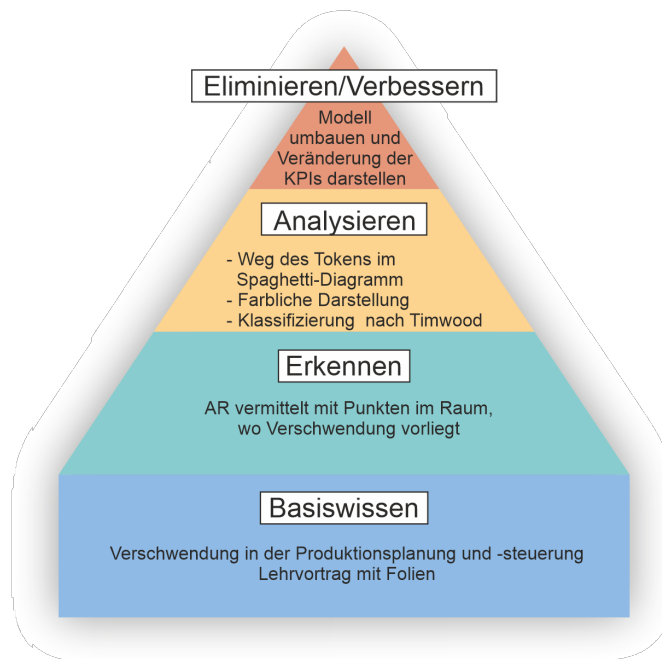 Eliminieren/Verbessern
Modell
umbauen und
Veränderung der
KPIs darstellen
Analysieren
- Weg des Tokens im
Spaghetti-Diagramm
- Farbliche Darstellung
- Klassifizierung nach Timwood
Erkennen
AR vermittelt mit Punkten im Raum,
wo Verschwendung vorliegt
Basiswissen
Verschwendung in der Produktionsplanung und -steuerung
Lehrvortrag mit Folien